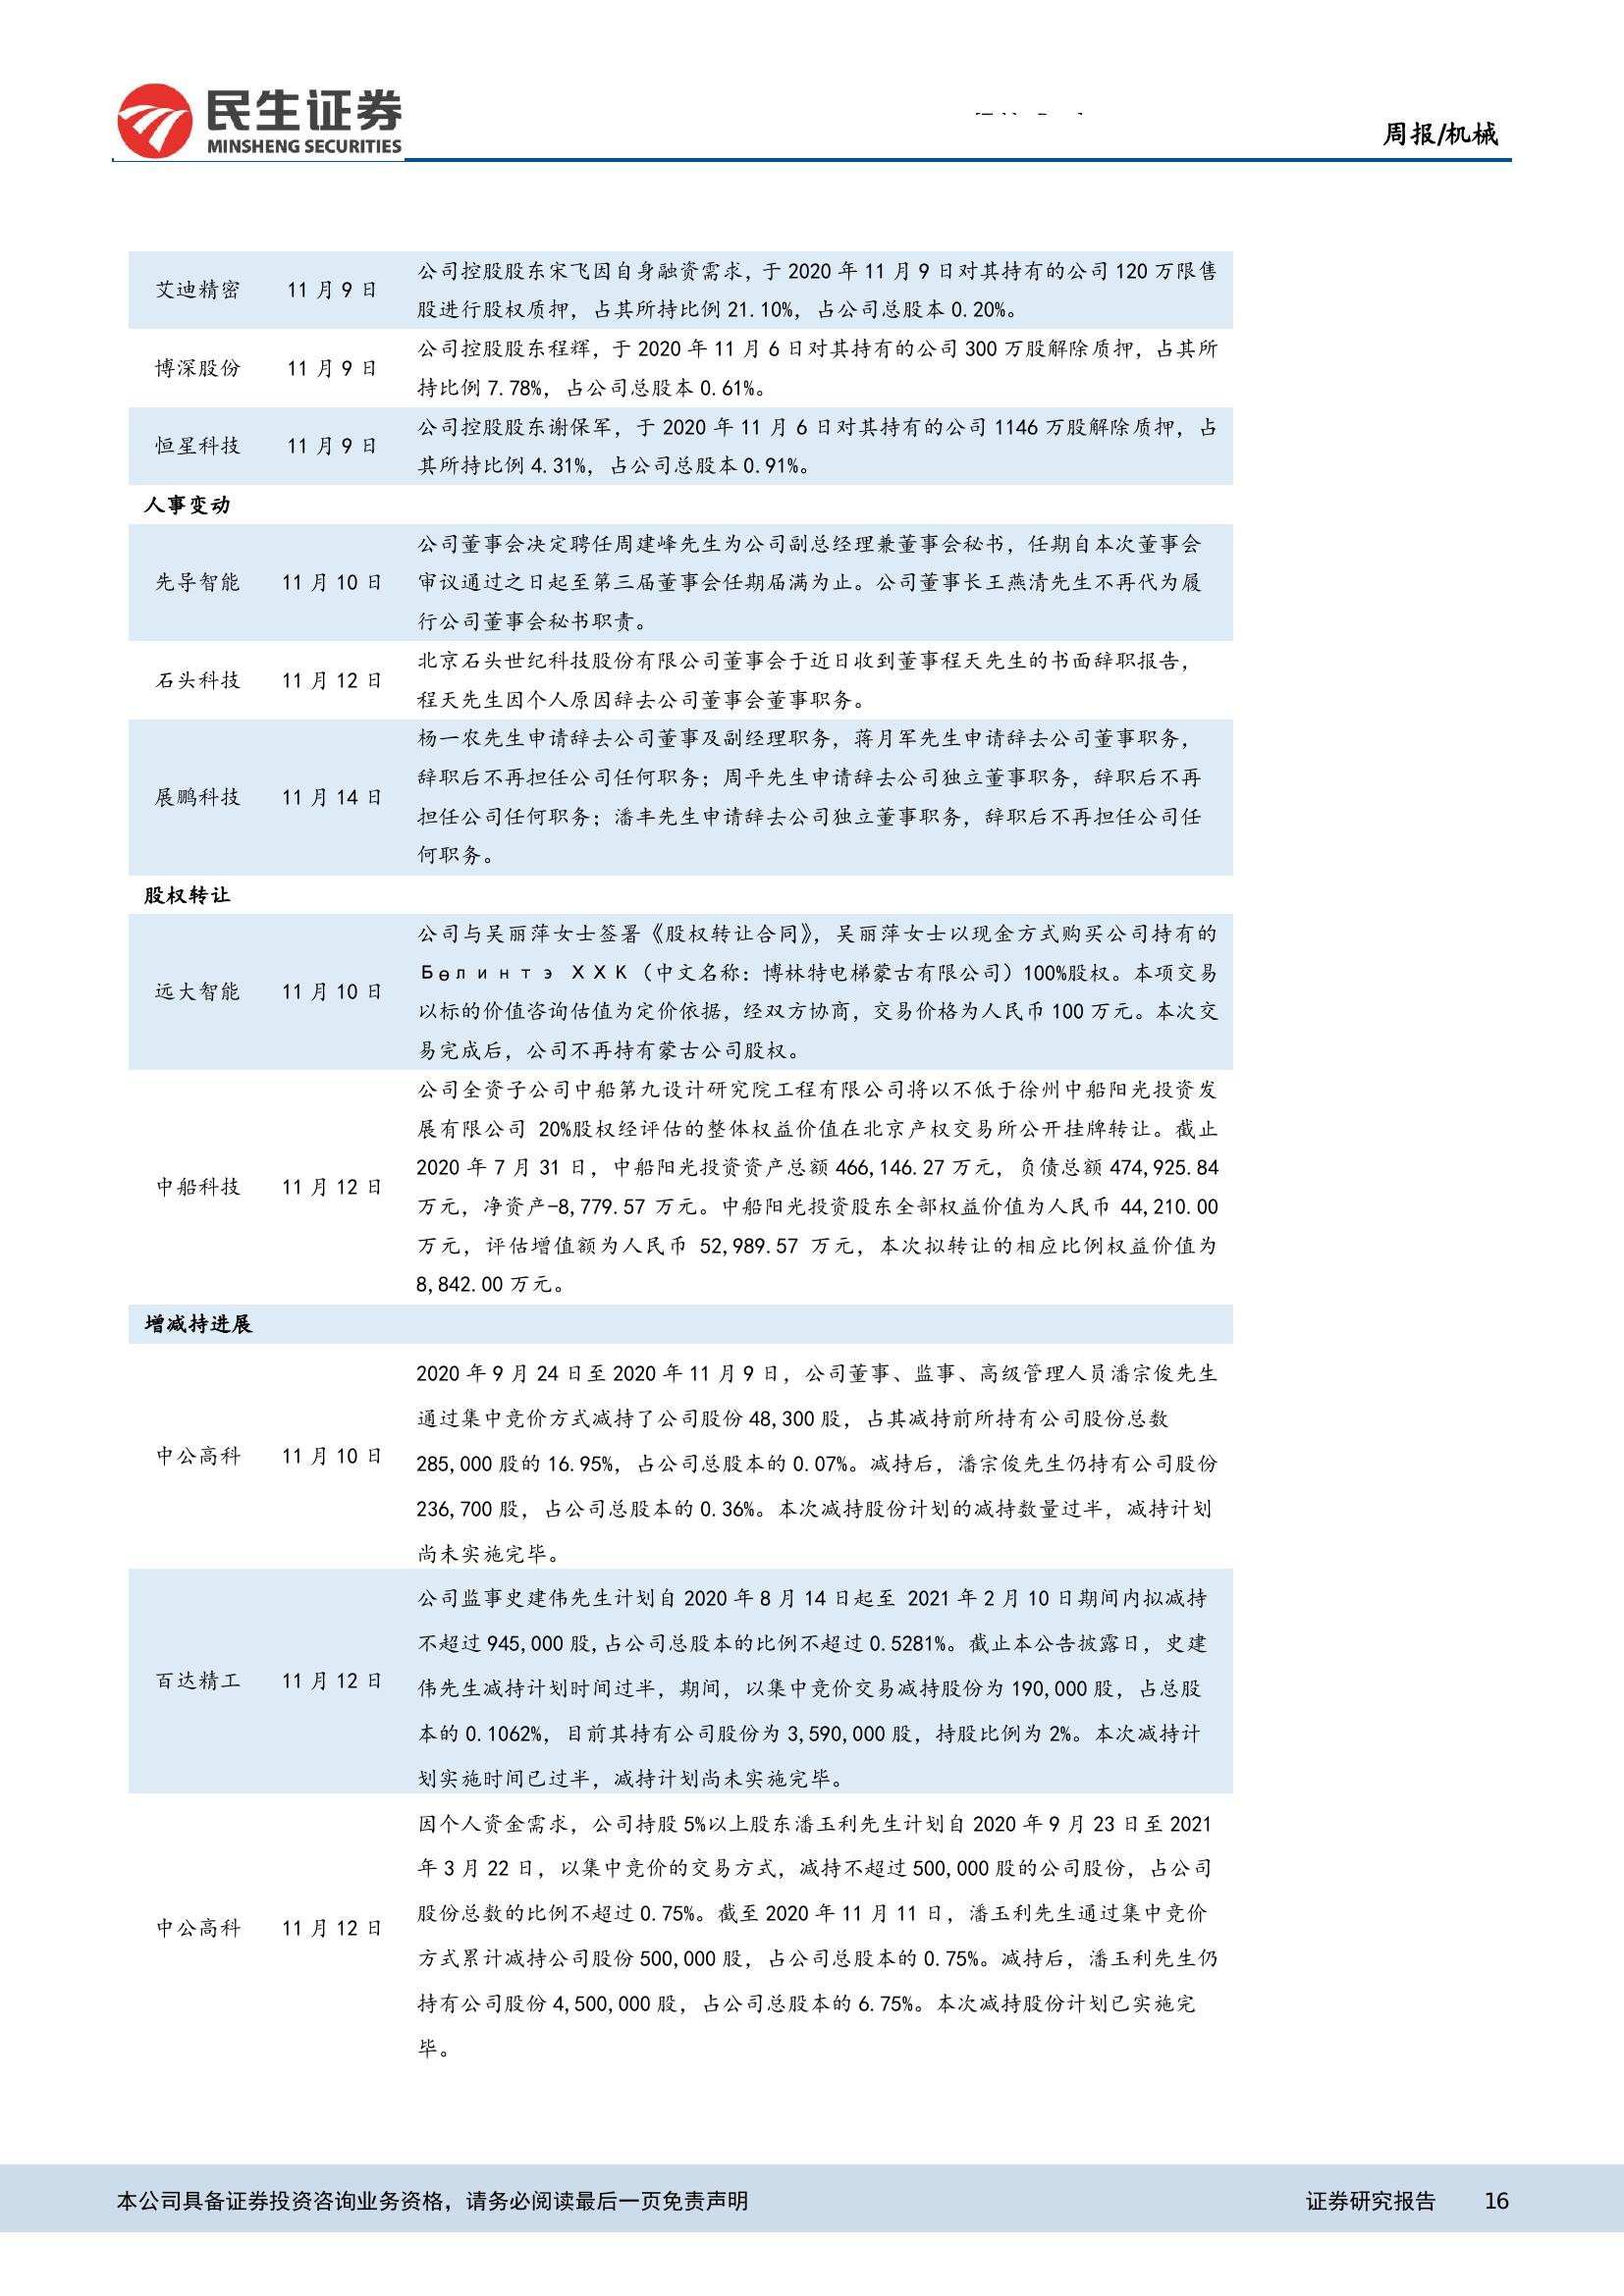 民生证券
MINSHENG SECURITIES
周报/机械
艾迪精密 11 月 9 日 公司控股股东宋飞因自身融资需求，于 2020 年 11 月 9 日对其持有的公司 120 万限售
股进行股权质押，占其所持比例 21.10%，占公司总股本 0.20%。
博深股份 11 月 9 日 公司控股股东程辉，于 2020 年 11 月 6 日对其持有的公司 300 万股解除质押，占其所
持比例 7.78%，占公司总股本 0.61%。
恒星科技 11 月 9 日 公司控股股东谢保军，于 2020 年 11 月 6 日对其持有的公司 1146 万股解除质押，占
其所持比例 4.31%，占公司总股本 0.91%。
人事变动
先导智能 11 月 10 日 公司董事会决定聘任周建峰先生为公司副总经理兼董事会秘书，任期自本次董事会
审议通过之日起至第三届董事会任期届满为止。公司董事长王燕清先生不再代为履
行公司董事会秘书职责。
石头科技 11 月 12 日 北京石头世纪科技股份有限公司董事会于近日收到董事程天先生的书面辞职报告，
程天先生因个人原因辞去公司董事会董事职务。
展鹏科技 11 月 14 日 杨一农先生申请辞去公司董事及副经理职务，蒋月军先生申请辞去公司董事职务，
辞职后不再担任公司任何职务；周平先生申请辞去公司独立董事职务，辞职后不再
担任公司任何职务；潘丰先生申请辞去公司独立董事职务，辞职后不再担任公司任
何职务。
股权转让
远大智能 11 月 10 日 公司与吴丽萍女士签署《股权转让合同》，吴丽萍女士以现金方式购买公司持有的
Бөлинтэ ХХК（中文名称：博林特电梯蒙古有限公司）100%股权。本项交易
以标的价值咨询估值为定价依据，经双方协商，交易价格为人民币 100 万元。本次交
易完成后，公司不再持有蒙古公司股权。
中船科技 11 月 12 日 公司全资子公司中船第九设计研究院工程有限公司将以不低于徐州中船阳光投资发
展有限公司 20%股权经评估的整体权益价值在北京产权交易所公开挂牌转让。截止
2020 年 7 月 31 日，中船阳光投资资产总额 466,146.27 万元，负债总额 474,925.84
万元，净资产-8,779.57 万元。中船阳光投资股东全部权益价值为人民币 44,210.00
万元，评估增值额为人民币 52,989.57 万元，本次拟转让的相应比例权益价值为
8,842.00 万元。
增减持进展
中公高科 11 月 10 日 2020 年 9 月 24 日至 2020 年 11 月 9 日，公司董事、监事、高级管理人员潘宗俊先生
通过集中竞价方式减持了公司股份 48,300 股，占其减持前所持有公司股份总数
285,000 股的 16.95%，占公司总股本的 0.07%。减持后，潘宗俊先生仍持有公司股份
236,700 股，占公司总股本的 0.36%。本次减持股份计划的减持数量过半，减持计划
尚未实施完毕。
百达精工 11 月 12 日 公司监事史建伟先生计划自 2020 年 8 月 14 日起至 2021 年 2 月 10 日期间内拟减持
不超过 945,000 股,占公司总股本的比例不超过 0.5281%。截止本公告披露日，史建
伟先生减持计划时间过半，期间，以集中竞价交易减持股份为 190,000 股，占总股
本的 0.1062%，目前其持有公司股份为 3,590,000 股，持股比例为 2%。本次减持计
划实施时间已过半，减持计划尚未实施完毕。
中公高科 11 月 12 日 因个人资金需求，公司持股 5%以上股东潘玉利先生计划自 2020 年 9 月 23 日至 2021
年 3 月 22 日，以集中竞价的交易方式，减持不超过 500,000 股的公司股份，占公司
股份总数的比例不超过 0.75%。截至 2020 年 11 月 11 日，潘玉利先生通过集中竞价
方式累计减持公司股份 500,000 股，占公司总股本的 0.75%。减持后，潘玉利先生仍
持有公司股份 4,500,000 股，占公司总股本的 6.75%。本次减持股份计划已实施完
毕。
本公司具备证券投资咨询业务资格，请务必阅读最后一页免责声明 证券研究报告 16